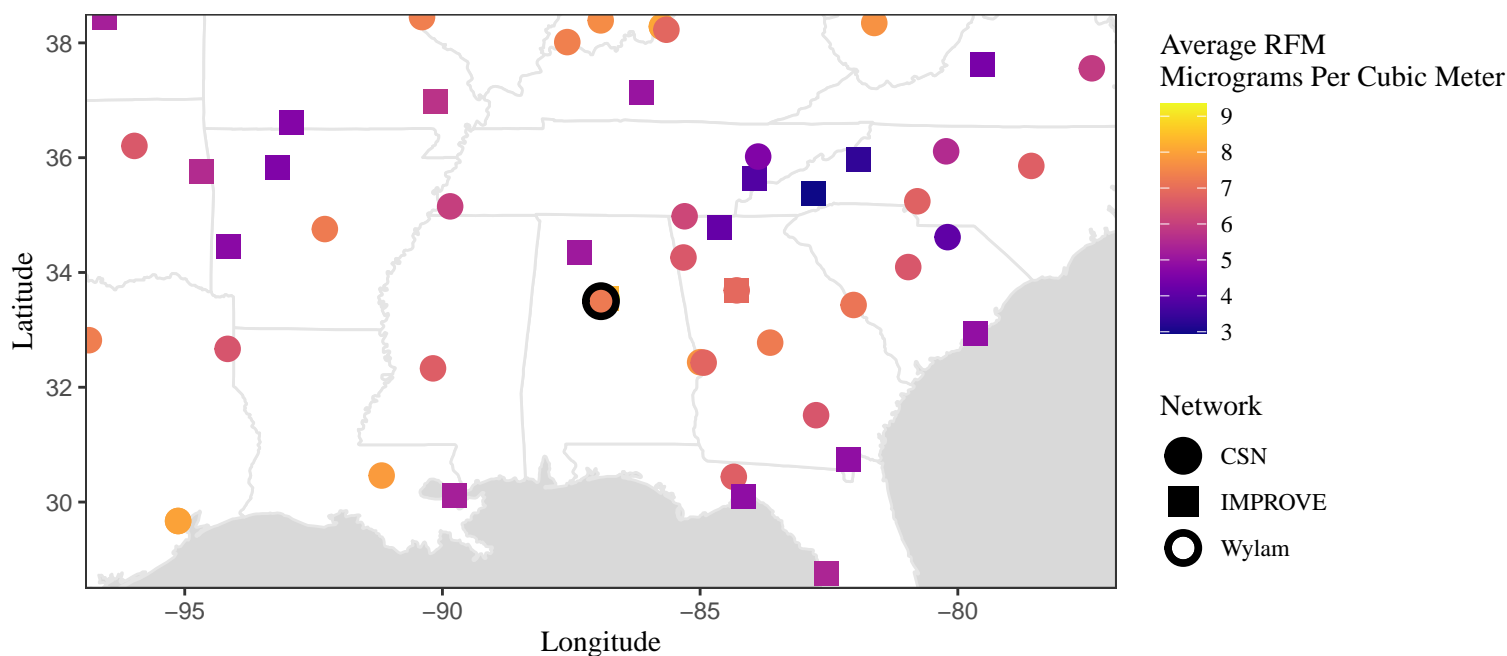 38
36
34
32
30
Latitude
−95
−90
−85
−80
Longitude
Average RFM
Micrograms Per Cubic Meter
9
8
7
6
5
4
3
Network
CSN
IMPROVE
Wylam